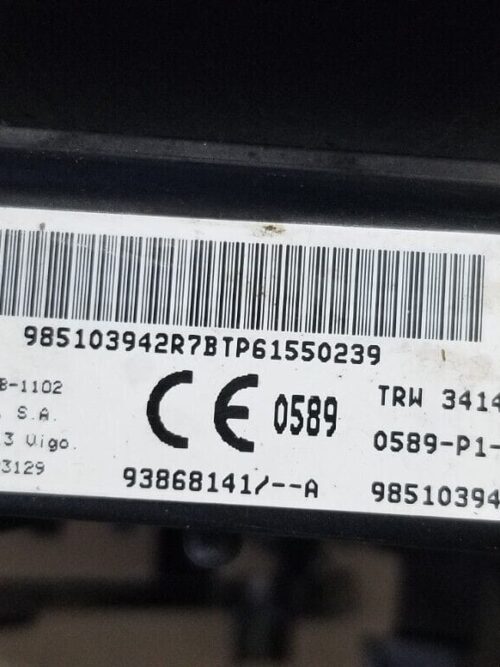 985103942R7BTP61550239
B-1102
S.A.
3 Vigo.
3129
CE 0589
93868141/--A
TRW 3414
0589-P1-
98510394